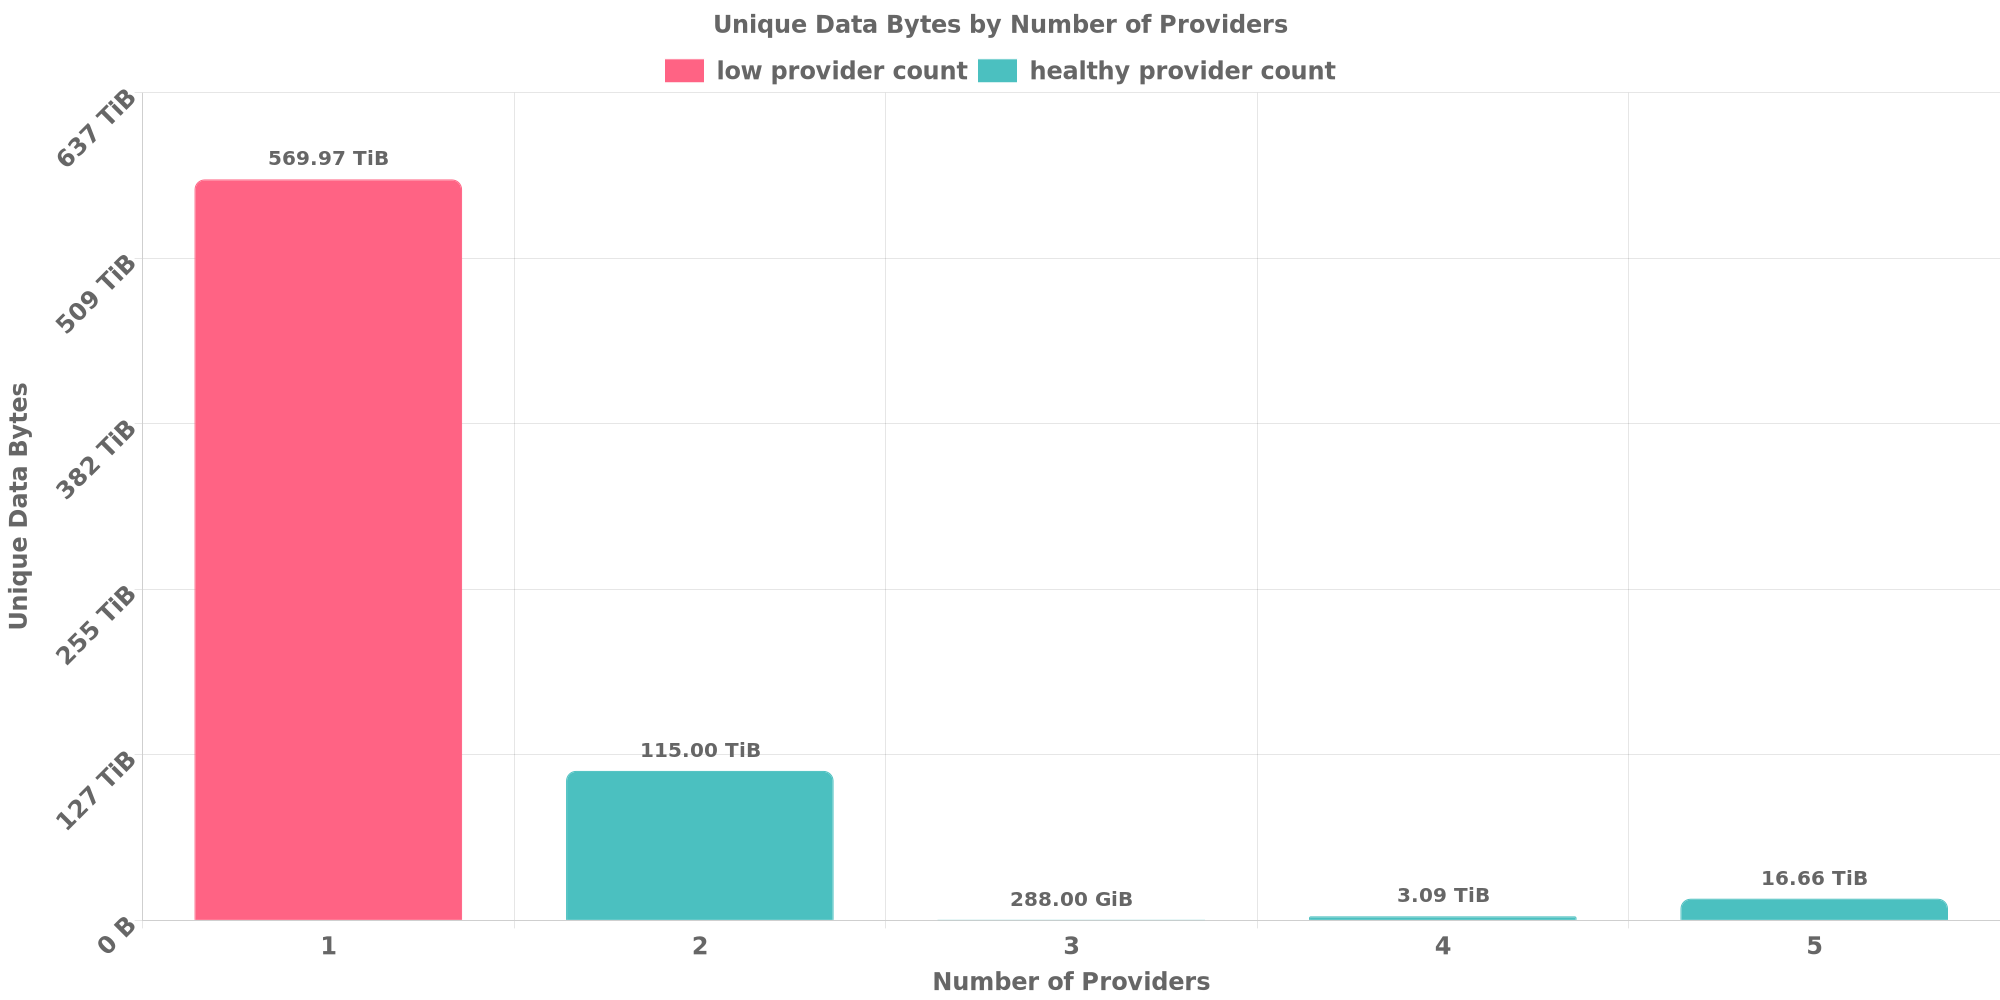 Unique Data Bytes by Number of Providers
low provider count healthy provider count
637 TiB
509 TiB
382 TiB
255 TiB
127 TiB
0 B
Unique Data Bytes
569.97 TiB
115.00 TiB
288.00 GiB
3.09 TiB
16.66 TiB
1 2 3 4 5
Number of Providers